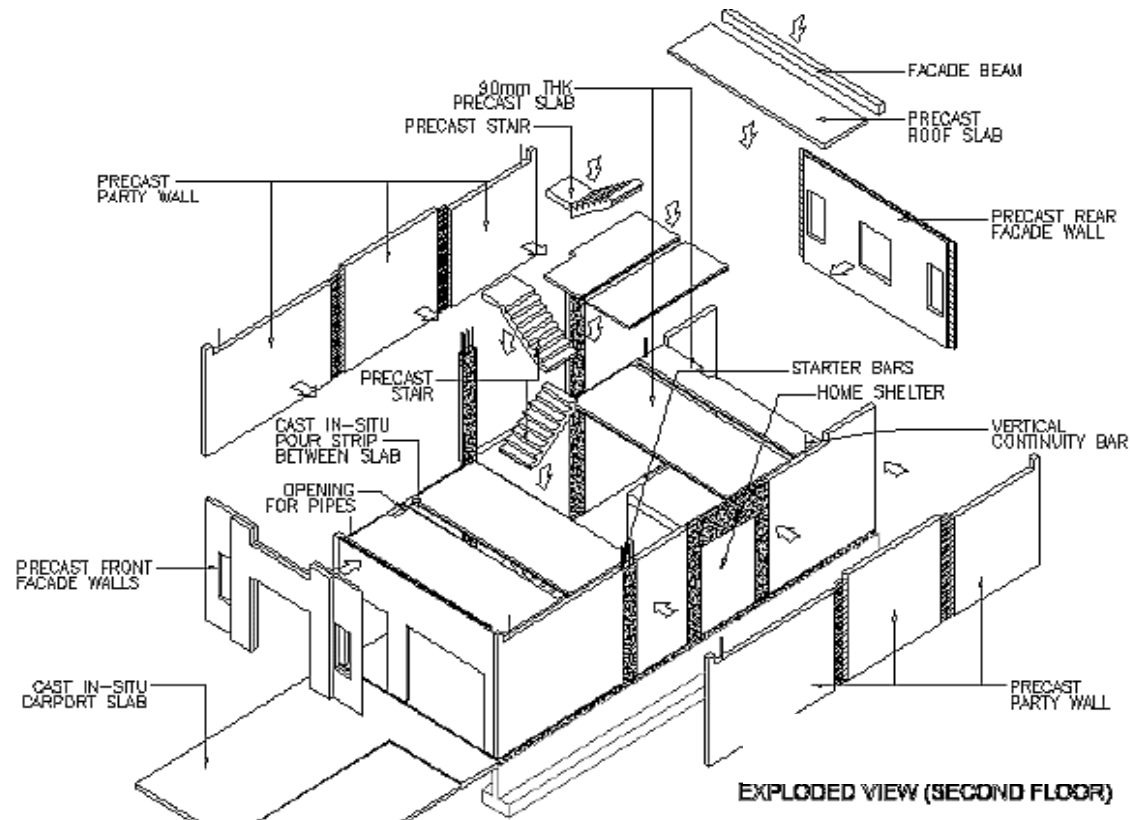 FACADE BEAM
90mm THK
PRECAST SLAB
PRECAST
ROOF SLAB
PRECAST STAIR
PRECAST
PARTY WALL
PRECAST REAR
FACADE WALL
PRECAST
STAIR
STARTER BARS
HOME SHELTER
CAST IN-SITU
POUR STRIP
BETWEEN SLAB
VERTICAL
CONTINUITY BAR
OPENING
FOR PIPES
PRECAST FRONT
FACADE WALLS
CAST IN-SITU
CARPORT SLAB
PRECAST
PARTY WALL
EXPLODED VIEW (SECOND FLOOR)